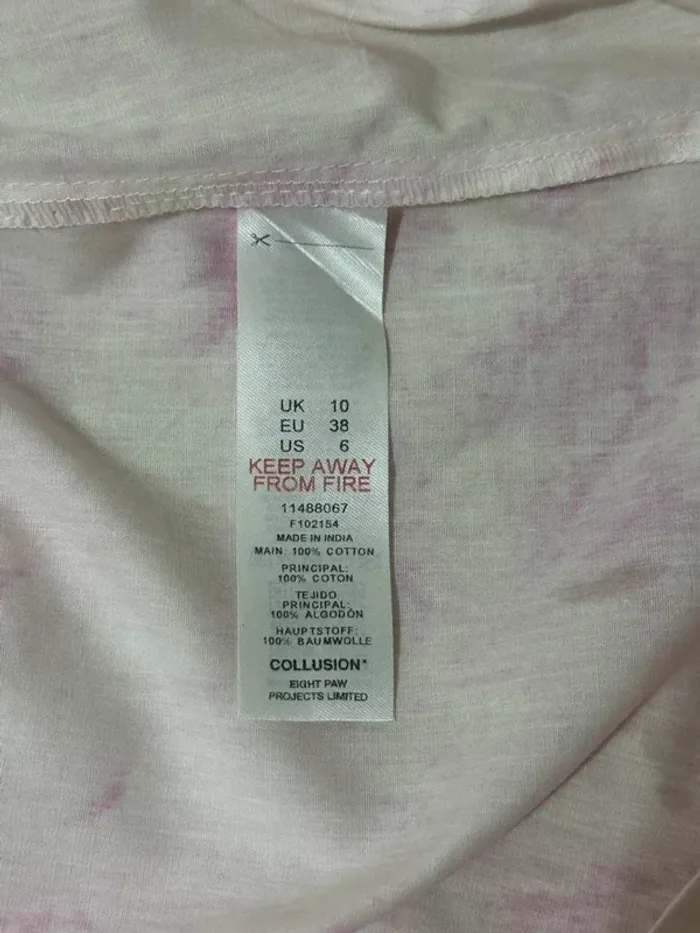 UK 10
EU 38
US 6
KEEP AWAY
FROM FIRE
11488067
F102154
MADE IN INDIA
MAIN: 100% COTTON
PRINCIPAL:
100% COTON
TEJIDO
PRINCIPAL:
100% ALGODÓN
HAUPTSTOFF:
100% BAUMWOLLE
COLLUSION*
EIGHT PAW
PROJECTS LIMITED